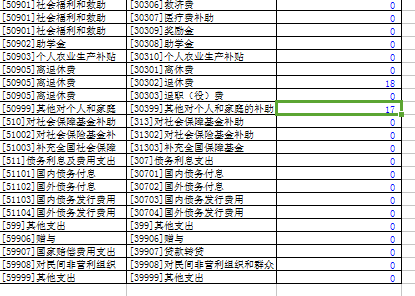 [50901]社会福利和救助 [30306]救济费 0
[50901]社会福利和救助 [30307]医疗费补助 0
[50901]社会福利和救助 [30309]奖励金 0
[50902]助学金 [30308]助学金 0
[50903]个人农业生产补贴 [30310]个人农业生产补贴 0
[50905]离退休费 [30301]离休费 0
[50905]离退休费 [30302]退休费 18
[50905]离退休费 [30303]退职（役）费 0
[50999]其他对个人和家庭 [30399]其他对个人和家庭的补助 17
[510]对社会保障基金补助 [313]对社会保障基金补助 0
[51002]对社会保险基金补 [31302]对社会保险基金补助 0
[51003]补充全国社会保障 [31303]补充全国保障基金 0
[511]债务利息及费用支出 [307]债务利息支出 0
[51101]国内债务付息 [30701]国内债务付息 0
[51102]国外债务付息 [30702]国外债务付息 0
[51103]国内债务发行费用 [30703]国内债务发行费用 0
[51104]国外债务发行费用 [30704]国外债务发行费用 0
[599]其他支出 [399]其他支出 0
[59906]赠与 [39906]赠与 0
[59907]国家赔偿费用支出 [39907]贷款转贷 0
[59908]对民间非营利组织 [39908]对民间非营利组织和群众 0
[59999]其他支出 [39999]其他支出 0